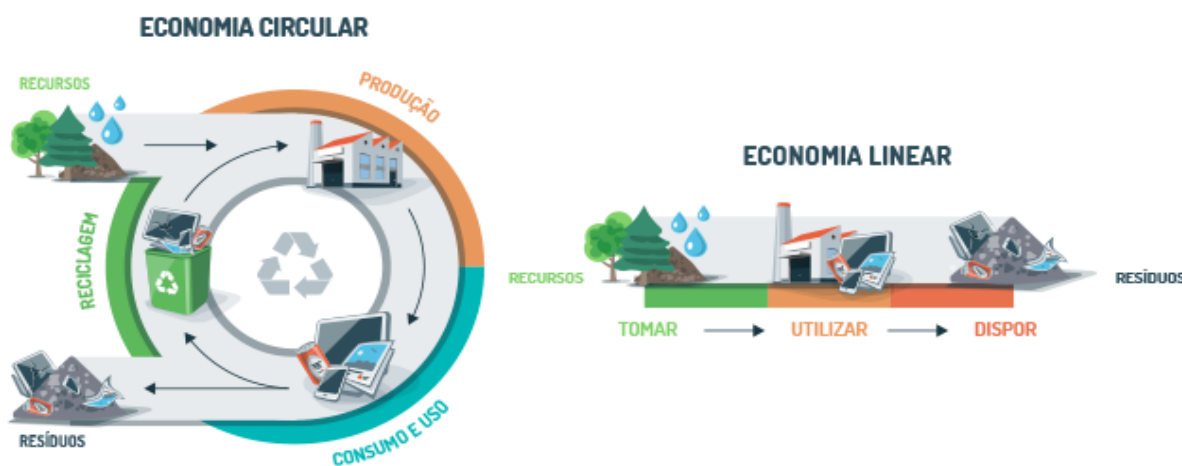 ECONOMIA CIRCULAR
RECURSOS
PRODUÇÃO
RECICLAGEM
CONSUMO E USO
RESÍDUOS
ECONOMIA LINEAR
RECURSOS
RESÍDUOS
TOMAR
UTILIZAR
DISPOR